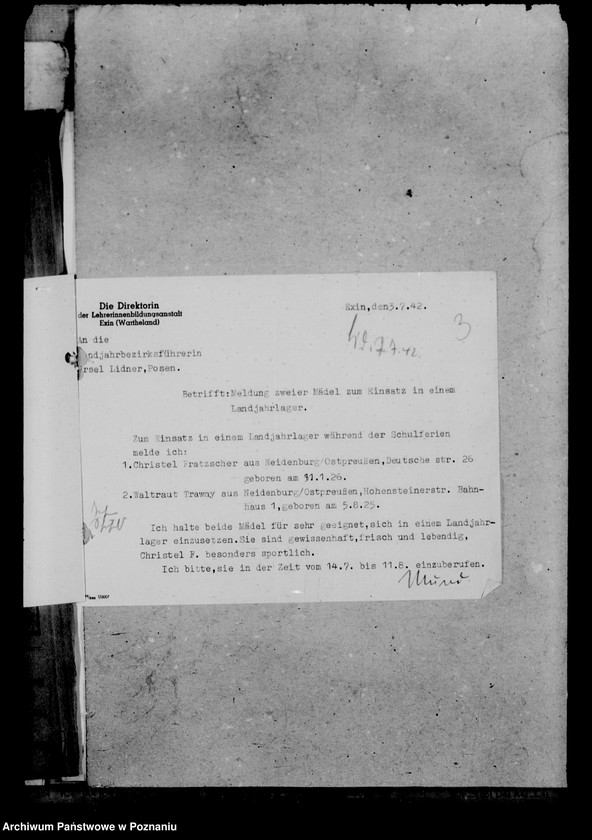 Die Direktorin
der Lehrerinnenbildungsanstalt
Exin (Wartheland)
Exin,den3.7.42.
3
7.7.42.
An die
andjahrbezirksführerin
rsel Lidner,Posen.
Betrifft:Meldung zweier Mädel zum Einsatz in einem
Landjahrlager.
Zum Einsatz in einem Landjahrlager während der Schulferien
melde ich:
1.Christel Fratzscher aus Neidenburg/Ostpreußen,Deutsche str. 26
geboren am 11.1.26.
2.Waltraut Trawny aus Neidenburg/Ostpreußen,Hohensteinerstr. Bahn-
haus 1,geboren am 5.8.25.
Ich halte beide Mädel für sehr geeignet,sich in einem Landjahr-
lager einzusetzen.Sie sind gewissenhaft,frisch und lebendig,
Christel F. besonders sportlich.
Ich bitte,sie in der Zeit vom 14.7. bis 11.8. einzuberufen.
Archiwum Państwowe w Poznaniu